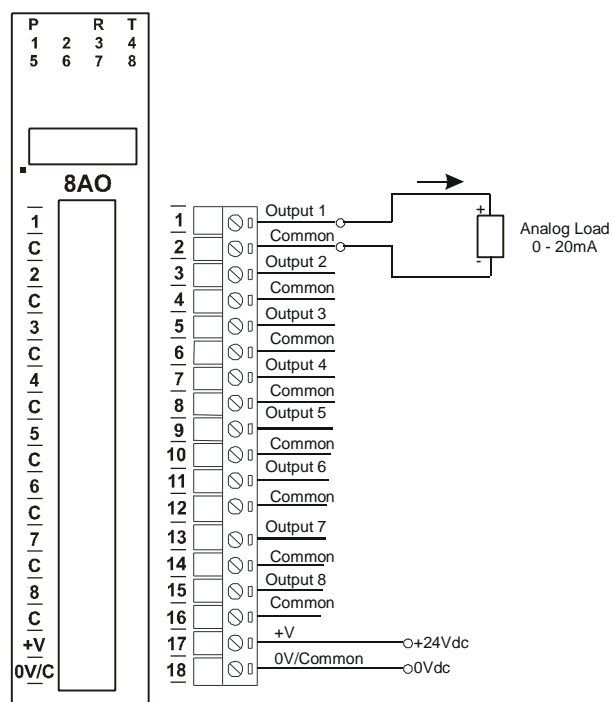 P R T
1 2 3 4
5 6 7 8
8AO
1
C
2
C
3
C
4
C
5
C
6
C
7
C
8
C
+V
0V/C
1 Output 1
2 Common
3 Output 2
4 Common
5 Output 3
6 Common
7 Output 4
8 Common
9 Output 5
10 Common
11 Output 6
12 Common
13 Output 7
14 Common
15 Output 8
16 Common
17 +V +24Vdc
18 0V/Common 0Vdc
+
-
Analog Load
0 - 20mA